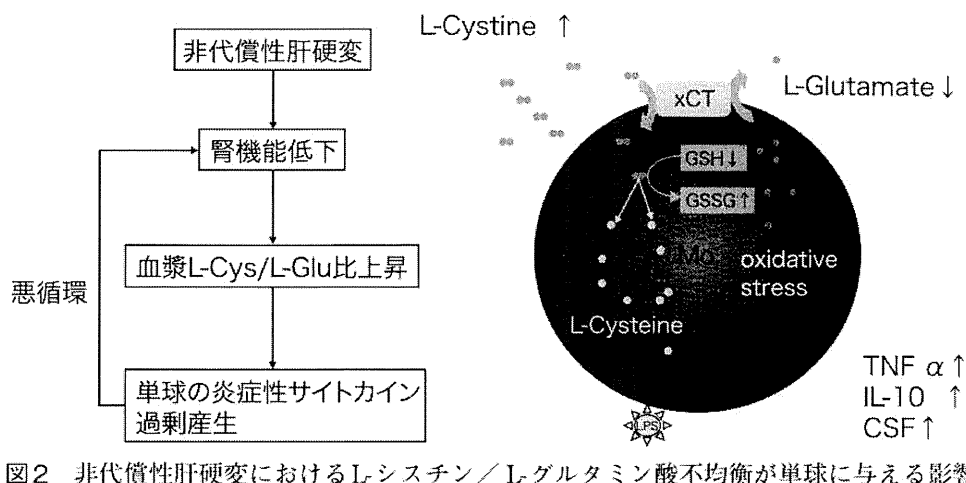 非代償性肝硬変
腎機能低下
血漿L-Cys/L-Glu比上昇
悪循環
単球の炎症性サイトカイン
過剰産生
L-Cystine ↑
xCT
L-Glutamate ↓
GSH↓
GSSG↑
Mo
oxidative
stress
L-Cysteine
LPS
TNF α ↑
IL-10 ↑
CSF ↑
図2 非代償性肝硬変におけるL-シスチン/L-グルタミン酸不均衡が単球に与える影響